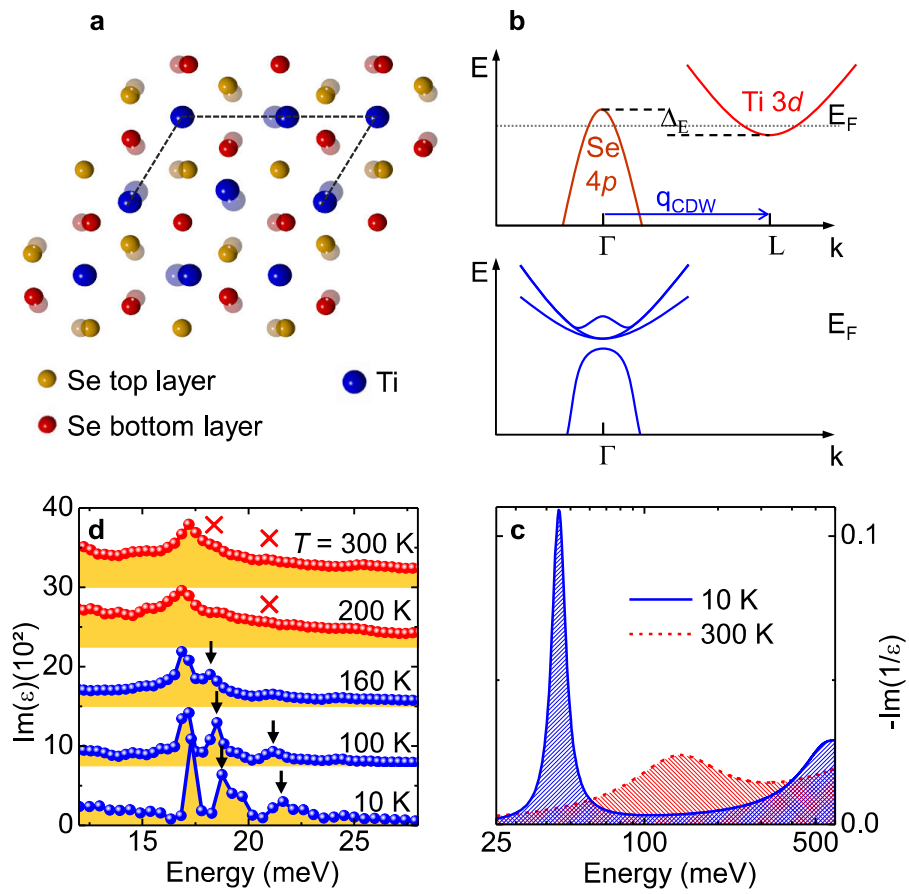 a
Se top layer
Ti
Se bottom layer
b
E
Ti 3d
Δ_E
E_F
Se
4p
q_CDW
Γ
L
k
E
E_F
Γ
k
d
40
30
20
10
0
Im(ε)(10²)
T = 300 K
200 K
160 K
100 K
10 K
15
20
25
Energy (meV)
c
10 K
300 K
0.1
0.0
-Im(1/ε)
25
100
500
Energy (meV)